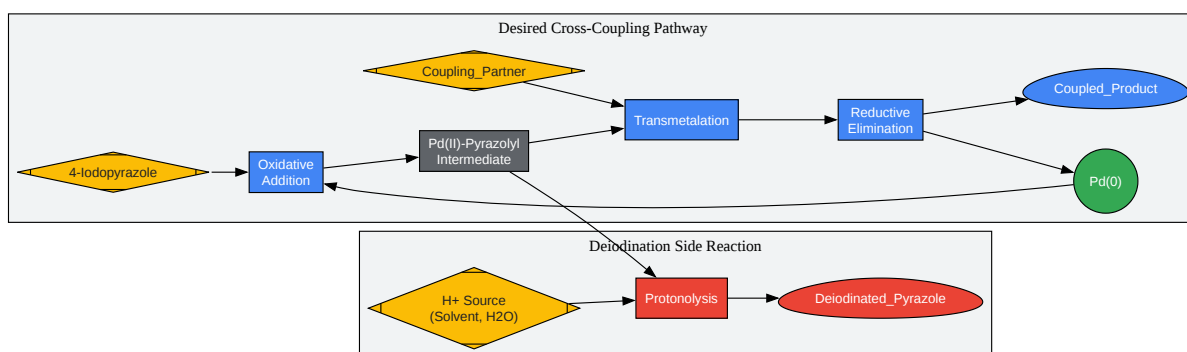 Desired Cross-Coupling Pathway
Coupling_Partner
Coupled_Product
Transmetalation
Reductive
Elimination
Pd(II)-Pyrazolyl
Intermediate
4-Iodopyrazole
Oxidative
Addition
Pd(0)
Deiodination Side Reaction
H+ Source
(Solvent, H2O)
Protonolysis
Deiodinated_Pyrazole